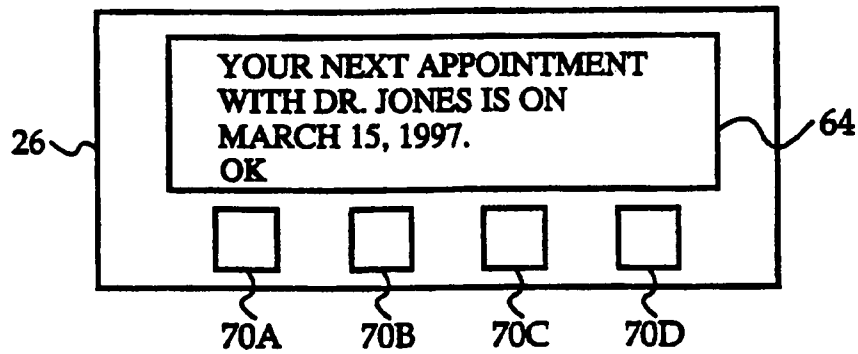 YOUR NEXT APPOINTMENT
WITH DR. JONES IS ON
MARCH 15, 1997.
OK
26
64
70A 70B 70C 70D